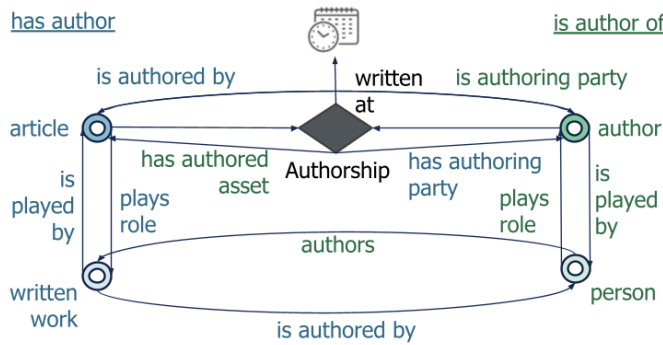 has author
is author of
is authored by
written
at
is authoring party
article
author
has authored
asset
Authorship
has authoring
party
is
played
by
plays
role
plays
role
is
played
by
authors
written
work
person
is authored by